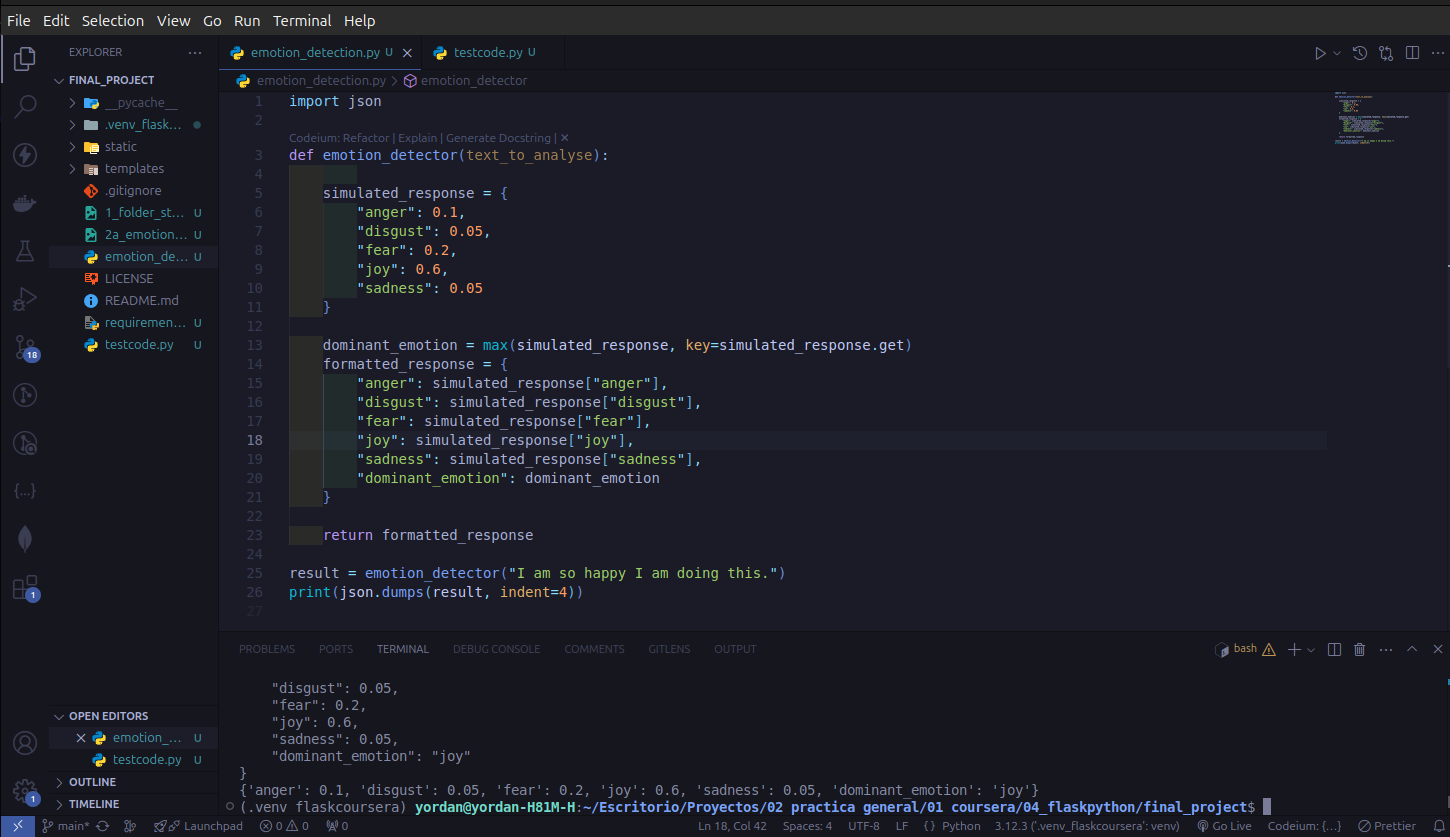 File Edit Selection View Go Run Terminal Help
EXPLORER ···
emotion_detection.py U
testcode.py U
FINAL_PROJECT
__pycache__
.venv_flask...
static
templates
.gitignore
1_folder_st... U
2a_emotion... U
emotion_de... U
LICENSE
README.md
requiremen... U
testcode.py U
18
1
1
OPEN EDITORS
emotion_... U
testcode.py U
OUTLINE
TIMELINE
emotion_detection.py > emotion_detector
1 import json
2
Codeium: Refactor | Explain | Generate Docstring | ✕
3 def emotion_detector(text_to_analyse):
4
5 simulated_response = {
6 "anger": 0.1,
7 "disgust": 0.05,
8 "fear": 0.2,
9 "joy": 0.6,
10 "sadness": 0.05
11 }
12
13 dominant_emotion = max(simulated_response, key=simulated_response.get)
14 formatted_response = {
15 "anger": simulated_response["anger"],
16 "disgust": simulated_response["disgust"],
17 "fear": simulated_response["fear"],
18 "joy": simulated_response["joy"],
19 "sadness": simulated_response["sadness"],
20 "dominant_emotion": dominant_emotion
21 }
22
23 return formatted_response
24
25 result = emotion_detector("I am so happy I am doing this.")
26 print(json.dumps(result, indent=4))
27
PROBLEMS PORTS TERMINAL DEBUG CONSOLE COMMENTS GITLENS OUTPUT
bash
"disgust": 0.05,
"fear": 0.2,
"joy": 0.6,
"sadness": 0.05,
"dominant_emotion": "joy"
}
{'anger': 0.1, 'disgust': 0.05, 'fear': 0.2, 'joy': 0.6, 'sadness': 0.05, 'dominant_emotion': 'joy'}
(.venv_flaskcoursera) yordan@yordan-H81M-H:~/Escritorio/Proyectos/02_practica_general/01_coursera/04_flaskpython/final_project$
main* Launchpad 0 0 0 Ln 18, Col 42 Spaces: 4 UTF-8 LF {} Python 3.12.3 ('.venv_flaskcoursera': venv) Go Live Codeium: {...} Prettier